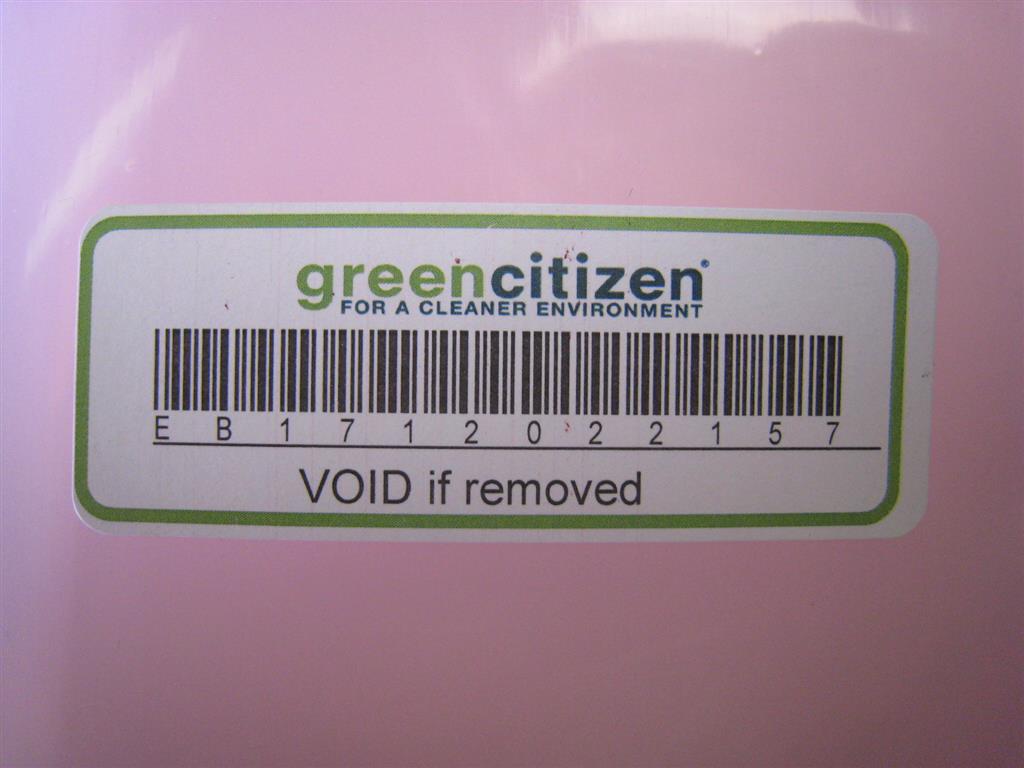 greencitizen®
FOR A CLEANER ENVIRONMENT
E B 1 7 1 2 0 2 2 1 5 7
VOID if removed